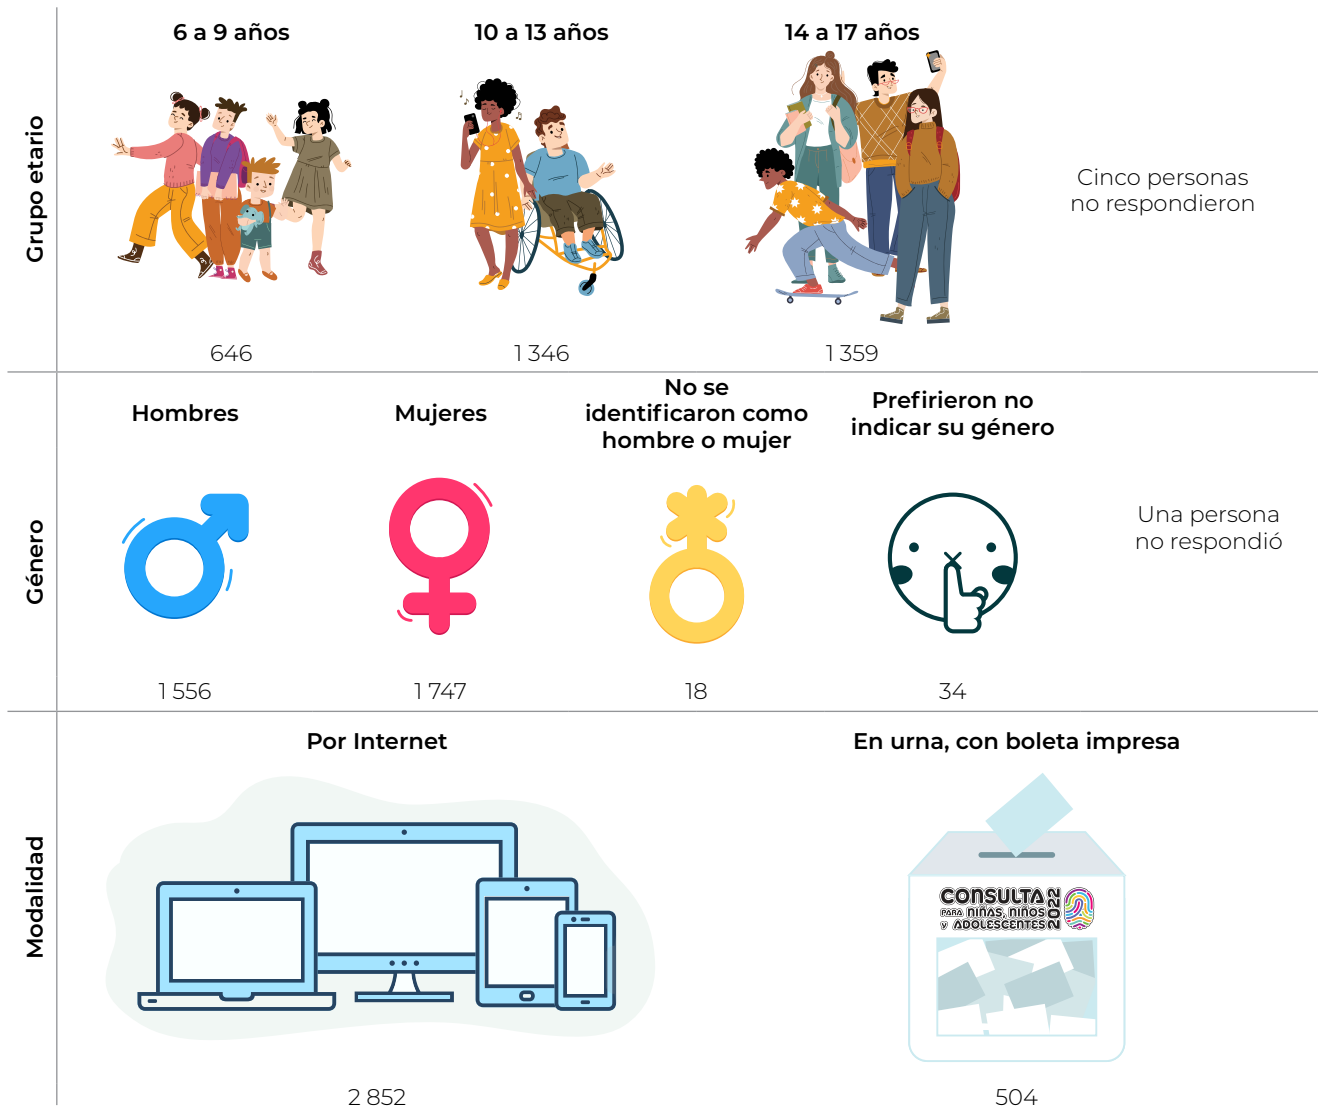 Grupo etario
6 a 9 años
10 a 13 años
14 a 17 años
Cinco personas
no respondieron
646
1 346
1 359
Género
Hombres
Mujeres
No se
identificaron como
hombre o mujer
Prefirieron no
indicar su género
Una persona
no respondió
1 556
1 747
18
34
Modalidad
Por Internet
En urna, con boleta impresa
CONSULTA
PARA NIÑAS, NIÑOS
y ADOLESCENTES
2022
2 852
504